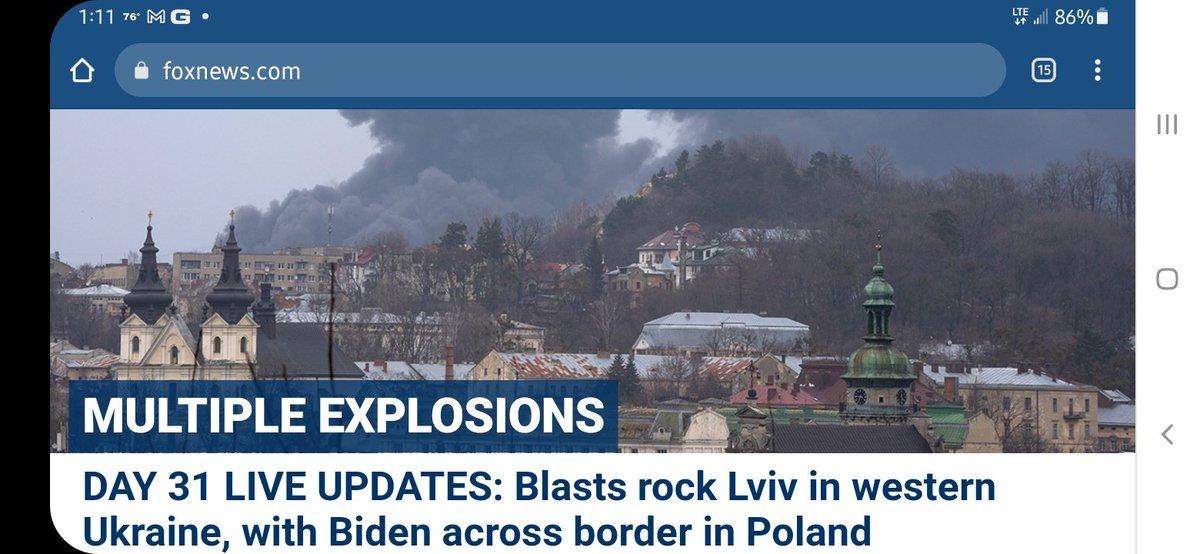 1:11 76° M G •
LTE 86%
foxnews.com
15
MULTIPLE EXPLOSIONS
DAY 31 LIVE UPDATES: Blasts rock Lviv in western
Ukraine, with Biden across border in Poland